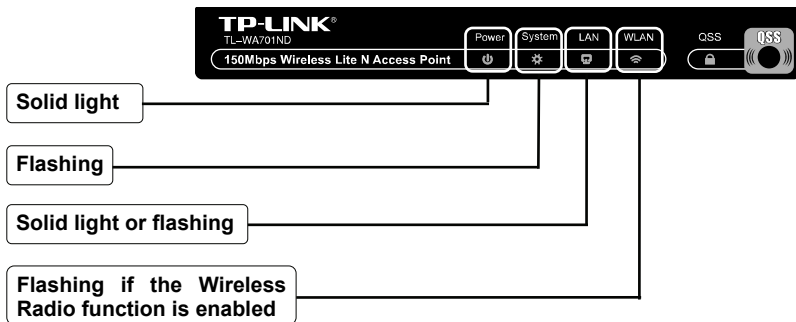 TP-LINK®
TL-WA701ND
150Mbps Wireless Lite N Access Point
Power System LAN WLAN QSS QSS
Solid light
Flashing
Solid light or flashing
Flashing if the Wireless
Radio function is enabled